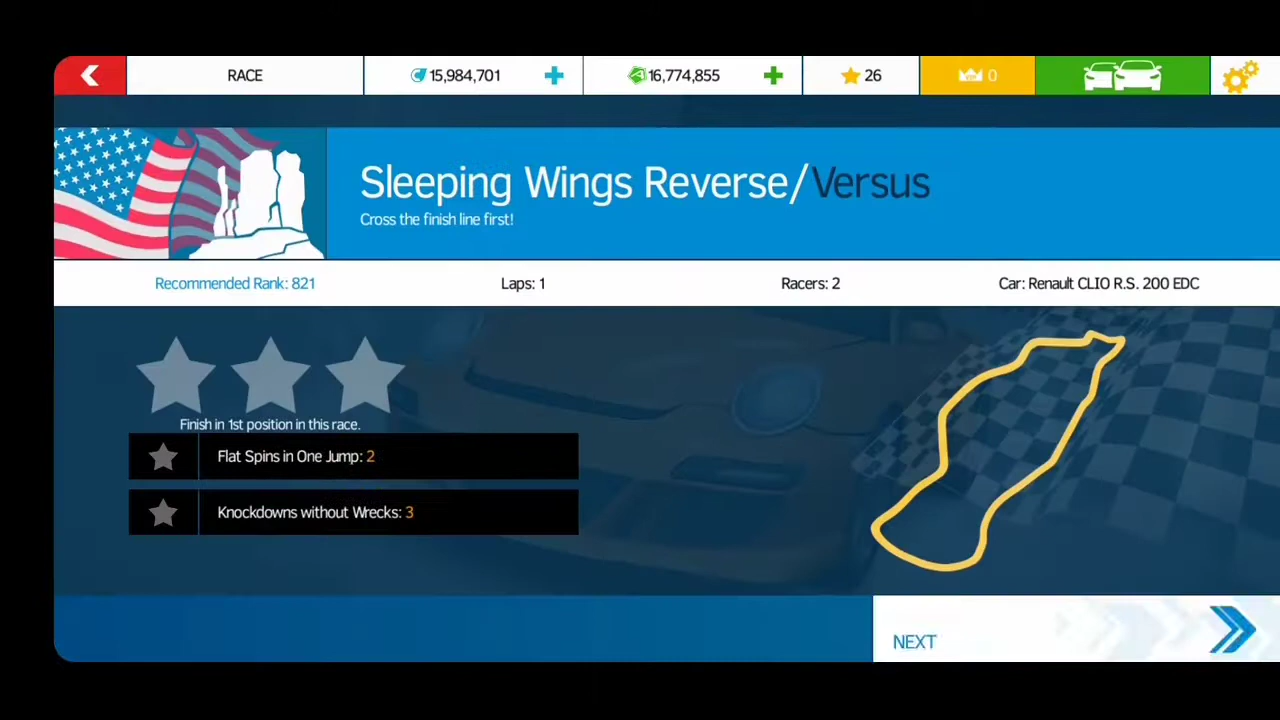 RACE
15,984,701
16,774,855
26
0
Sleeping Wings Reverse/Versus
Cross the finish line first!
Recommended Rank: 821
Laps: 1
Racers: 2
Car: Renault CLIO R.S. 200 EDC
Finish in 1st position in this race.
Flat Spins in One Jump: 2
Knockdowns without Wrecks: 3
NEXT